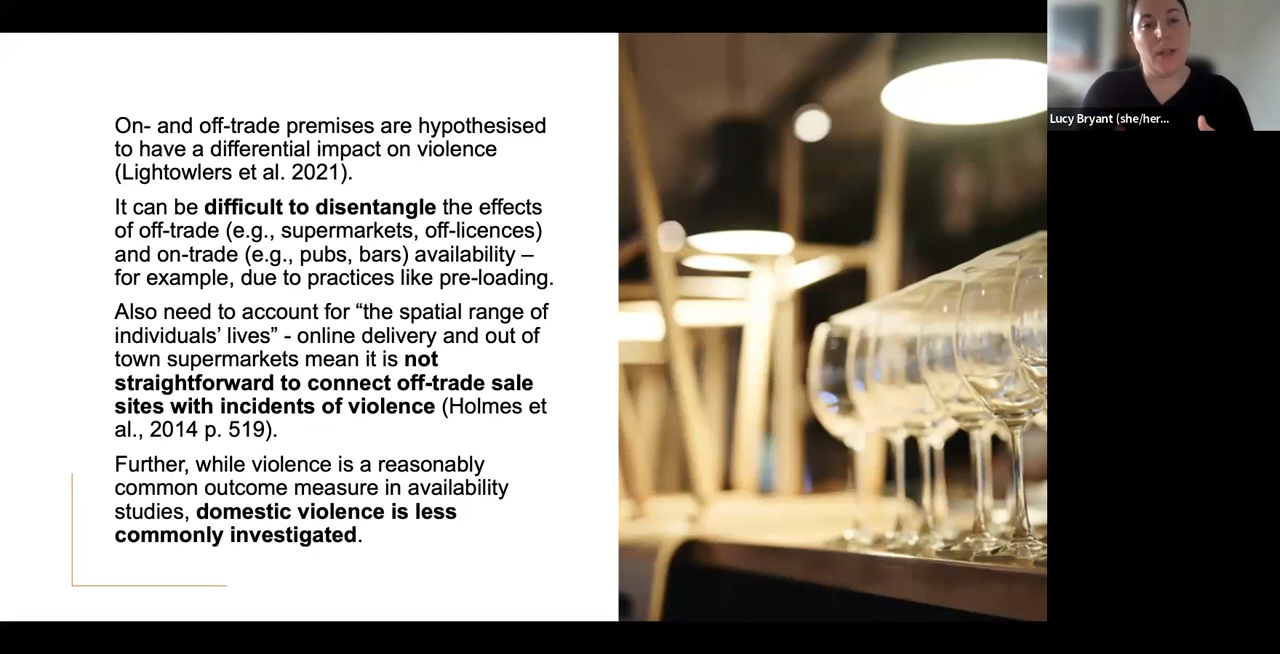 On- and off-trade premises are hypothesised
to have a differential impact on violence
(Lightowlers et al. 2021).
It can be difficult to disentangle the effects
of off-trade (e.g., supermarkets, off-licences)
and on-trade (e.g., pubs, bars) availability –
for example, due to practices like pre-loading.
Also need to account for “the spatial range of
individuals’ lives” - online delivery and out of
town supermarkets mean it is not
straightforward to connect off-trade sale
sites with incidents of violence (Holmes et
al., 2014 p. 519).
Further, while violence is a reasonably
common outcome measure in availability
studies, domestic violence is less
commonly investigated.
Lucy Bryant (she/her...